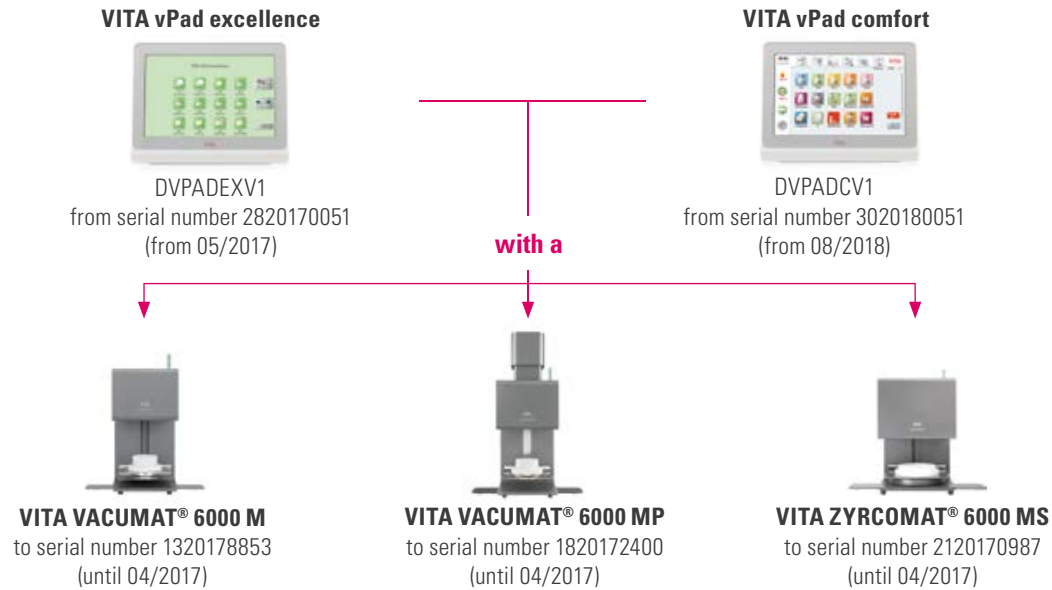 VITA vPad excellence
VITA vPad comfort
DVPADEXV1
from serial number 2820170051
(from 05/2017)
DVPADCV1
from serial number 3020180051
(from 08/2018)
with a
VITA VACUMAT® 6000 M
to serial number 1320178853
(until 04/2017)
VITA VACUMAT® 6000 MP
to serial number 1820172400
(until 04/2017)
VITA ZYRCOMAT® 6000 MS
to serial number 2120170987
(until 04/2017)